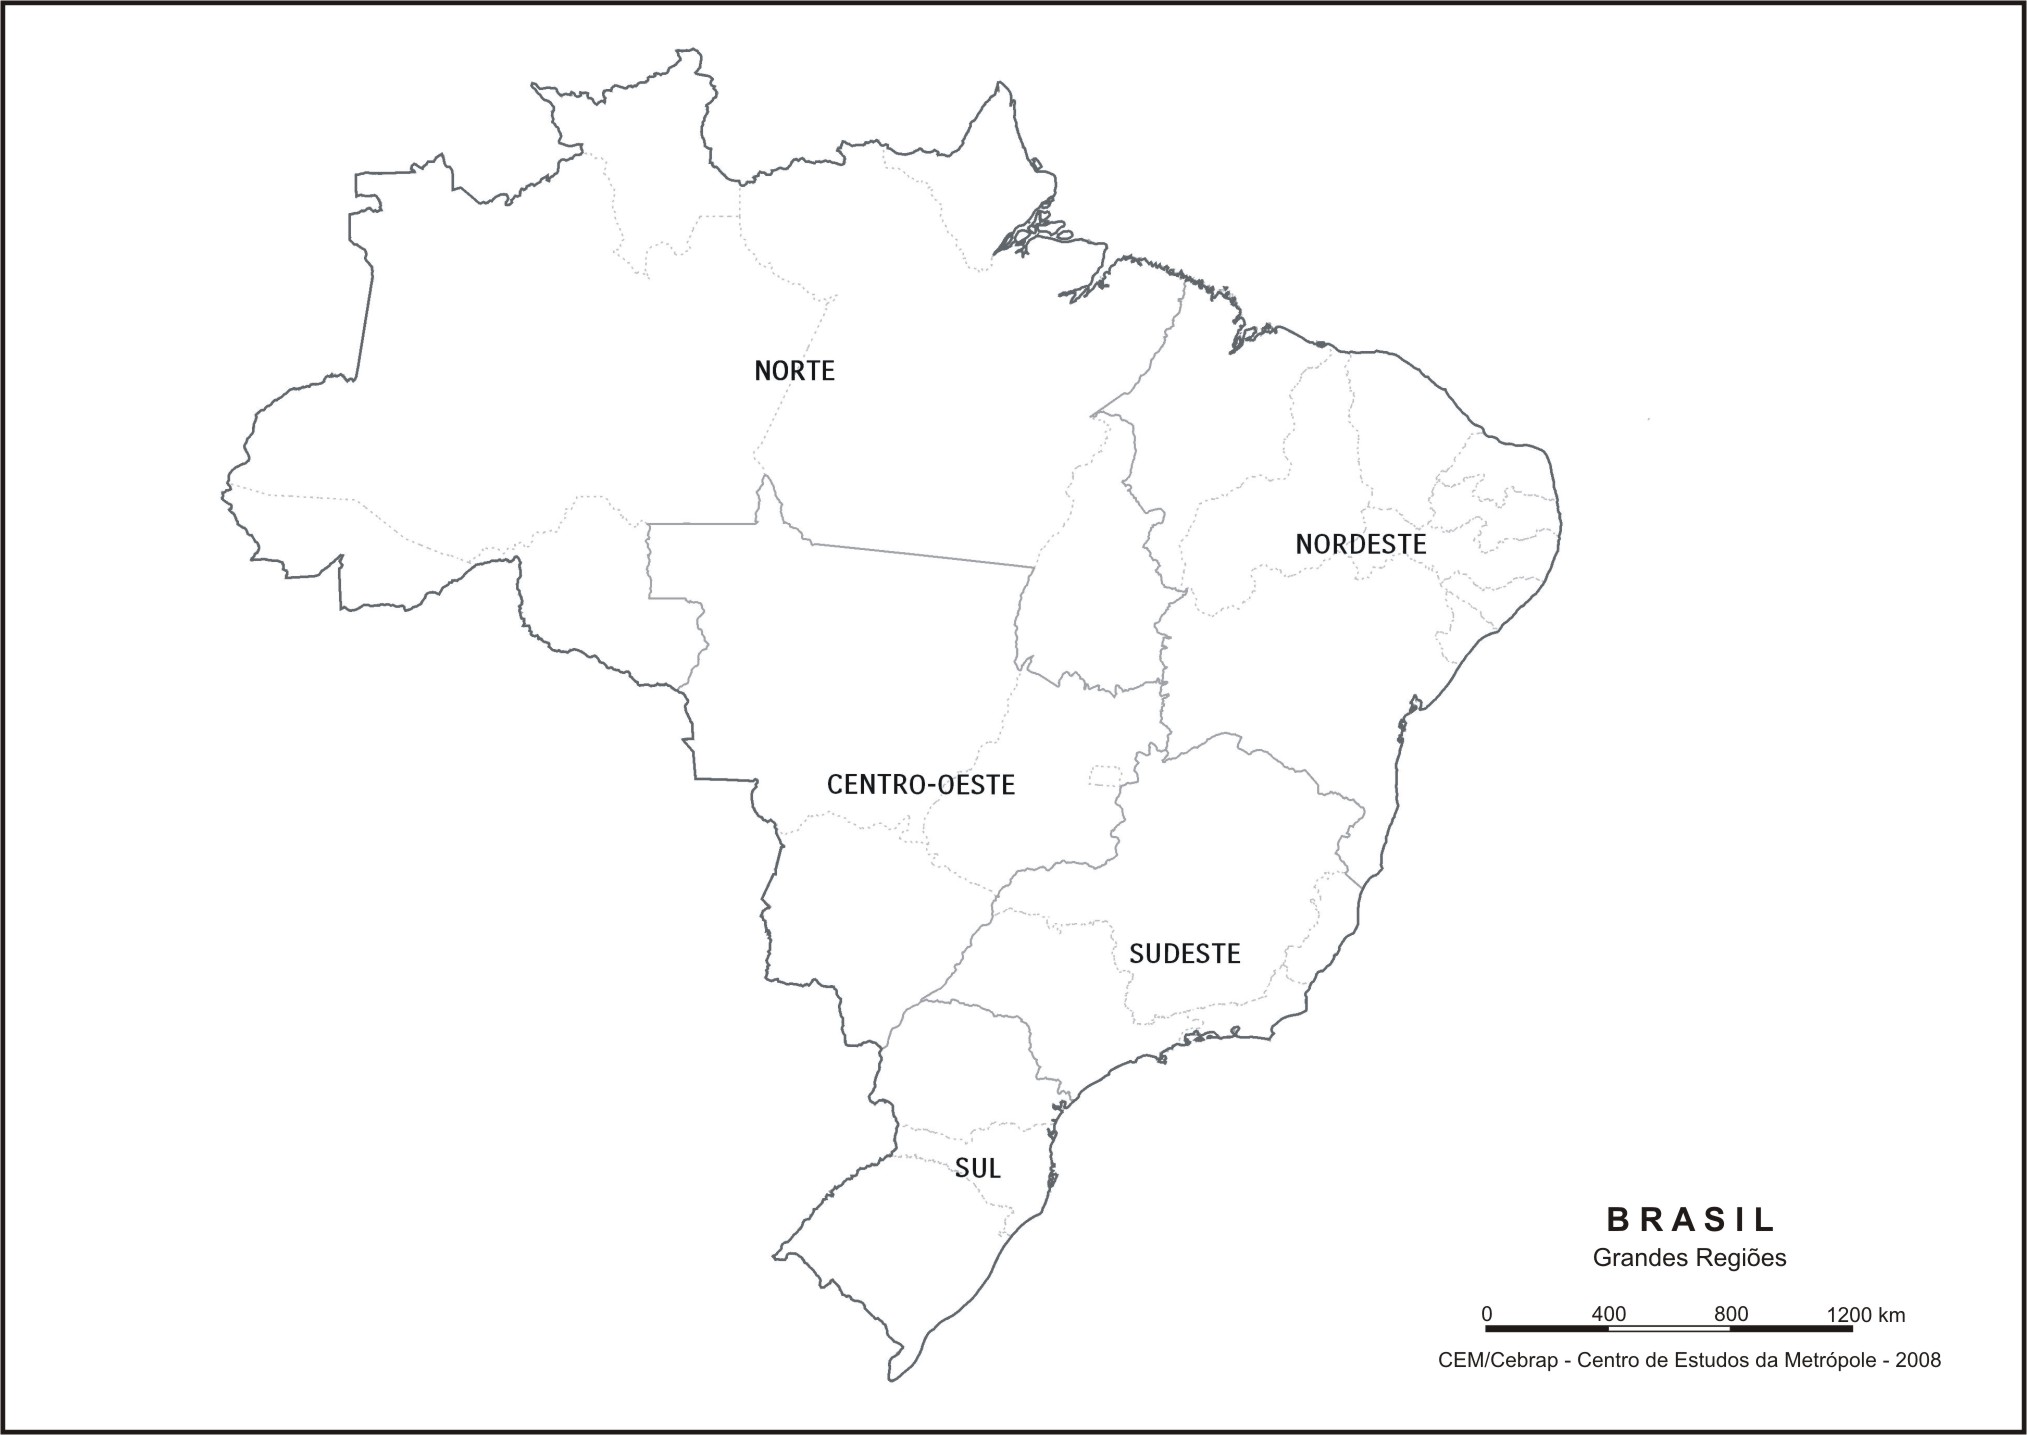 NORTE
NORDESTE
CENTRO-OESTE
SUDESTE
SUL
BRASIL
Grandes Regiões
0 400 800 1200 km
CEM/Cebrap - Centro de Estudos da Metrópole - 2008